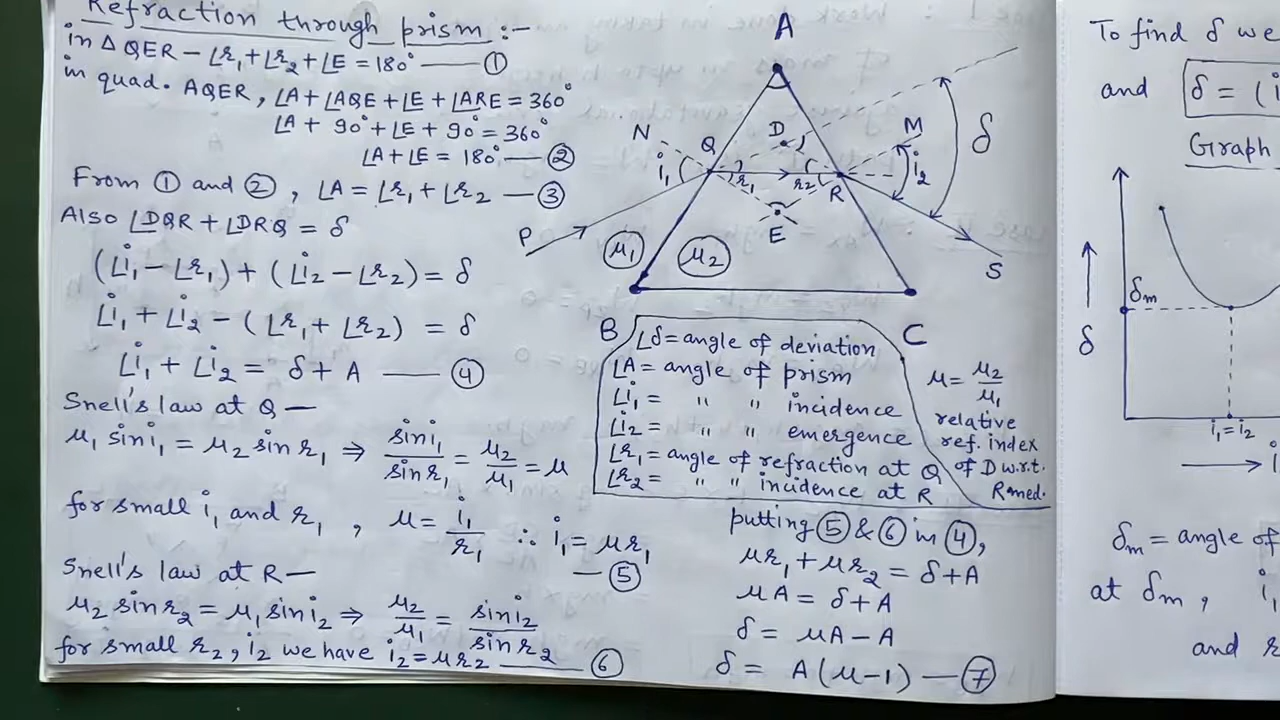 Refraction through prism :-
in △ QER – ∠r₁+∠r₂+∠E = 180° —— ①
in quad. AQER, ∠A+∠AQE+∠E+∠ARE = 360°
∠A + 90°+∠E+90° = 360°
∠A+∠E = 180° — ②
From ① and ②, ∠A = ∠r₁+∠r₂ — ③
Also ∠DQR + ∠DRQ = δ
(∠i₁-∠r₁)+(∠i₂-∠r₂) = δ
∠i₁+∠i₂-(∠r₁+∠r₂) = δ
∠i₁+∠i₂ = δ+A —— ④
Snell's law at Q —
μ₁ sini₁ = μ₂ sin r₁ ⇒ sini₁/sin r₁ = μ₂/μ₁ = μ
for small i₁ and r₁, μ = i₁/r₁ ∴ i₁ = μr₁
— ⑤
Snell's law at R —
μ₂ sin r₂ = μ₁ sin i₂ ⇒ μ₂/μ₁ = sin i₂/sin r₂
for small r₂, i₂ we have i₂ = μr₂ —— ⑥
A
N
Q
D
M
δ
i₁
r₁
r₂
i₂
R
P
E
S
μ₁
μ₂
B
C
∠δ = angle of deviation
∠A = angle of prism
∠i₁ = " " incidence
∠i₂ = " " emergence
∠r₁ = angle of refraction at Q
∠r₂ = " " incidence at R
μ = μ₂/μ₁
relative
ref. index
of D w.r.t.
R med.
putting ⑤ & ⑥ in ④,
μr₁+μr₂ = δ+A
μA = δ+A
δ = μA-A
δ = A(μ-1) — ⑦
To find δ we
and δ = (i
Graph
δm
δ
i₁=i₂
i
δm = angle of
at δm, i₁
and r